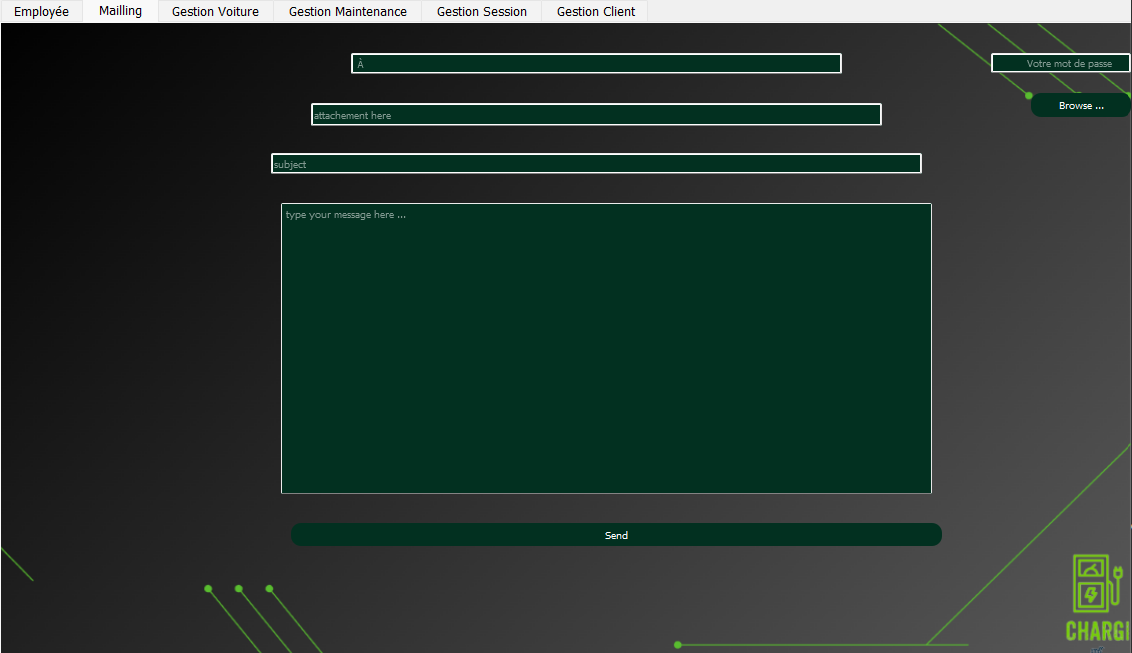 Employée Mailling Gestion Voiture Gestion Maintenance Gestion Session Gestion Client
À
Votre mot de passe
Browse ...
attachement here
subject
type your message here ...
Send
CHARGI